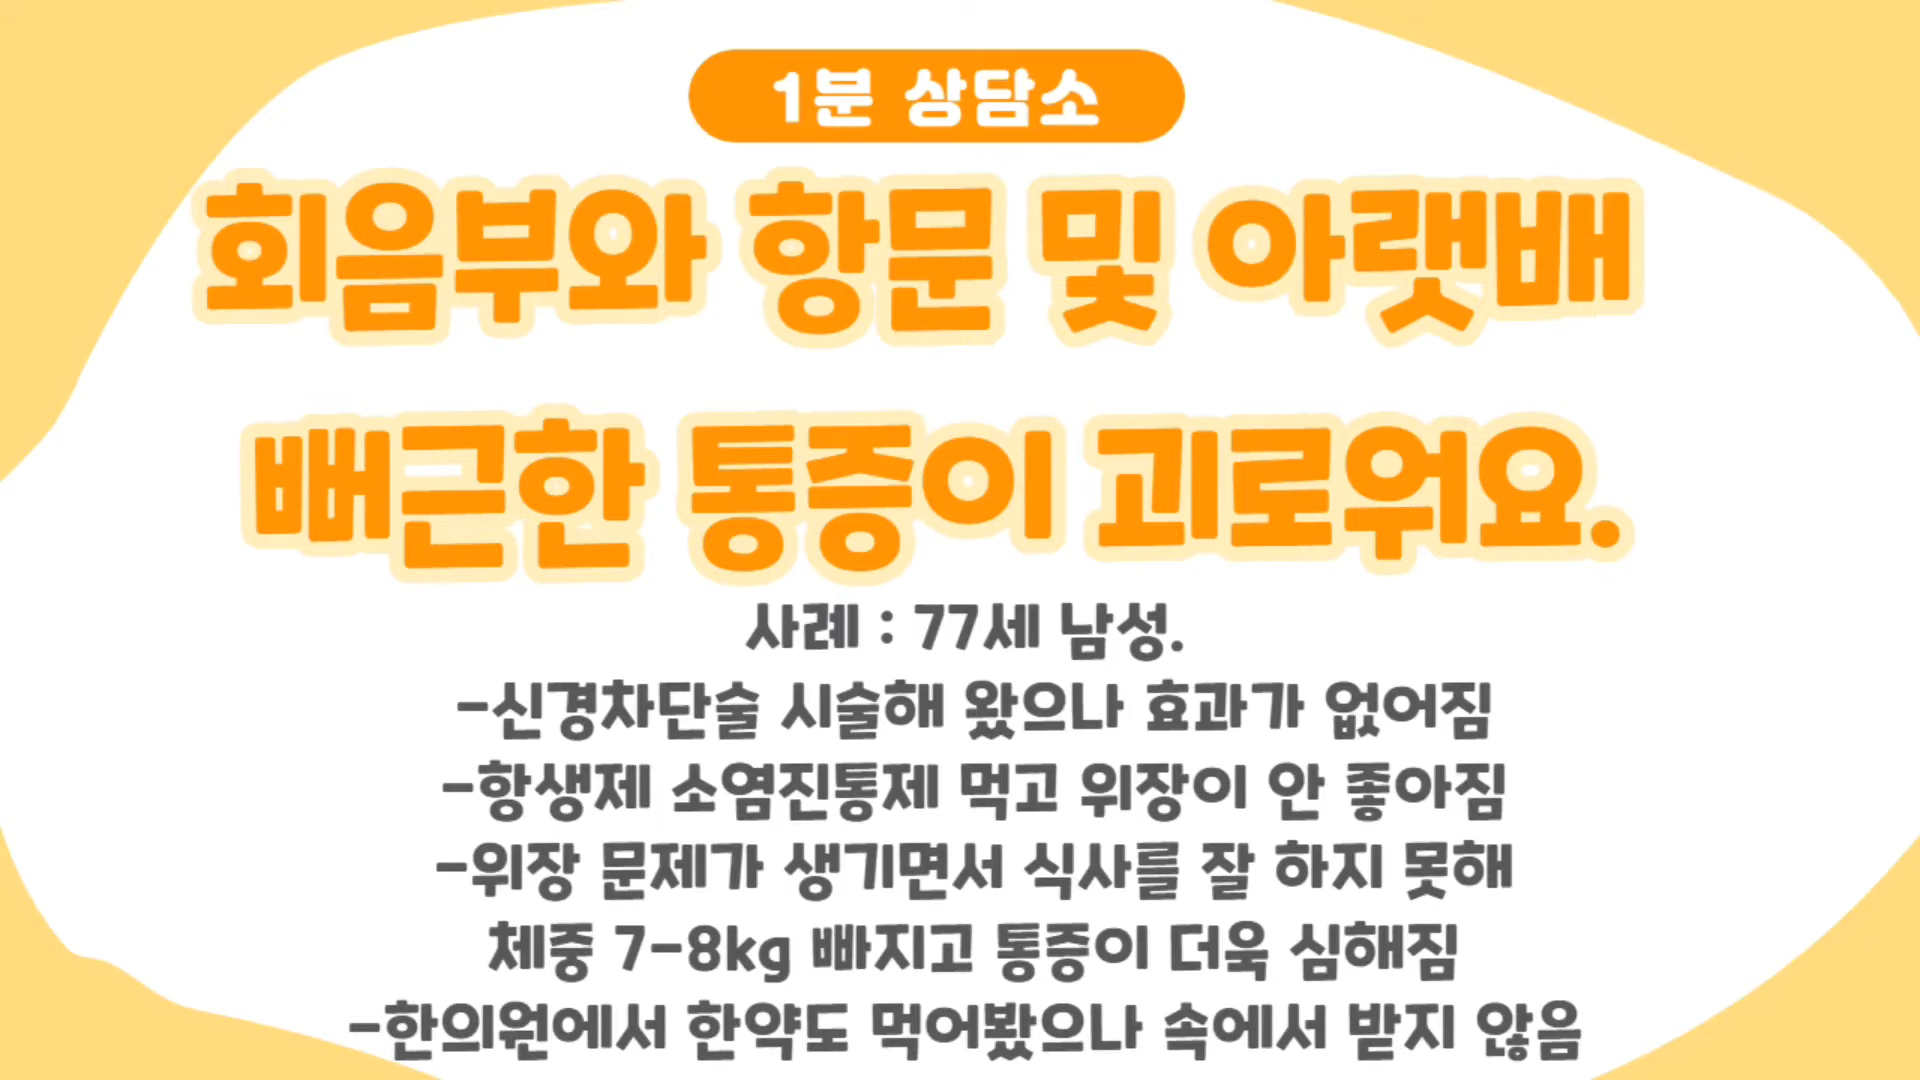 1분 상담소
회음부와 항문 및 아랫배
뻐근한 통증이 괴로워요.
사례 : 77세 남성.
-신경차단술 시술해 왔으나 효과가 없어짐
-항생제 소염진통제 먹고 위장이 안 좋아짐
-위장 문제가 생기면서 식사를 잘 하지 못해
체중 7-8kg 빠지고 통증이 더욱 심해짐
-한의원에서 한약도 먹어봤으나 속에서 받지 않음